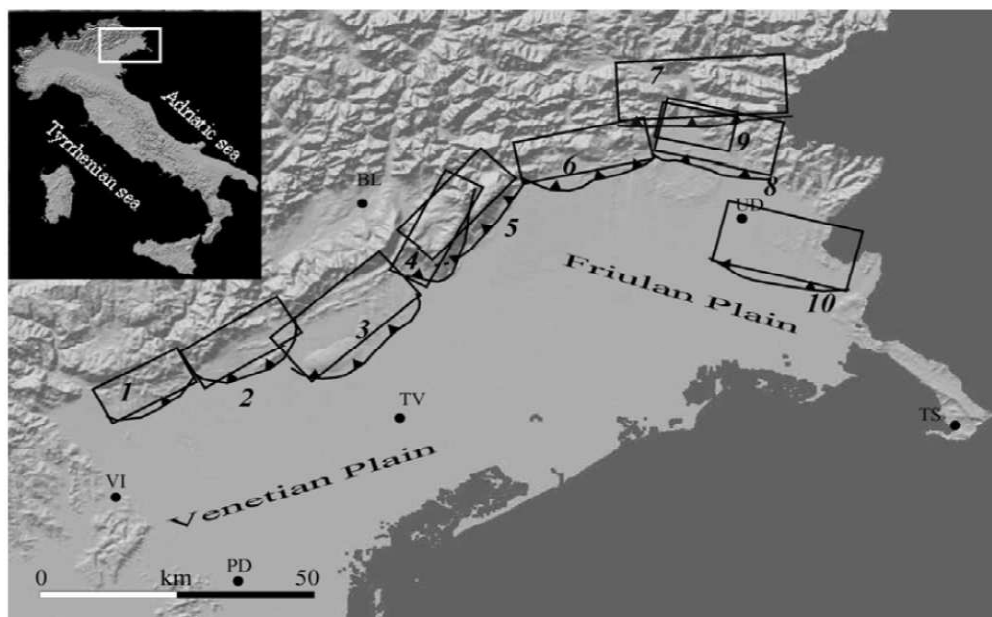 Adriatic sea
Tyrrhenian sea
7
9
8
6
BL
5
UD
4
Friulan Plain
10
3
1
2
TV
TS
Venetian Plain
VI
PD
0 km 50